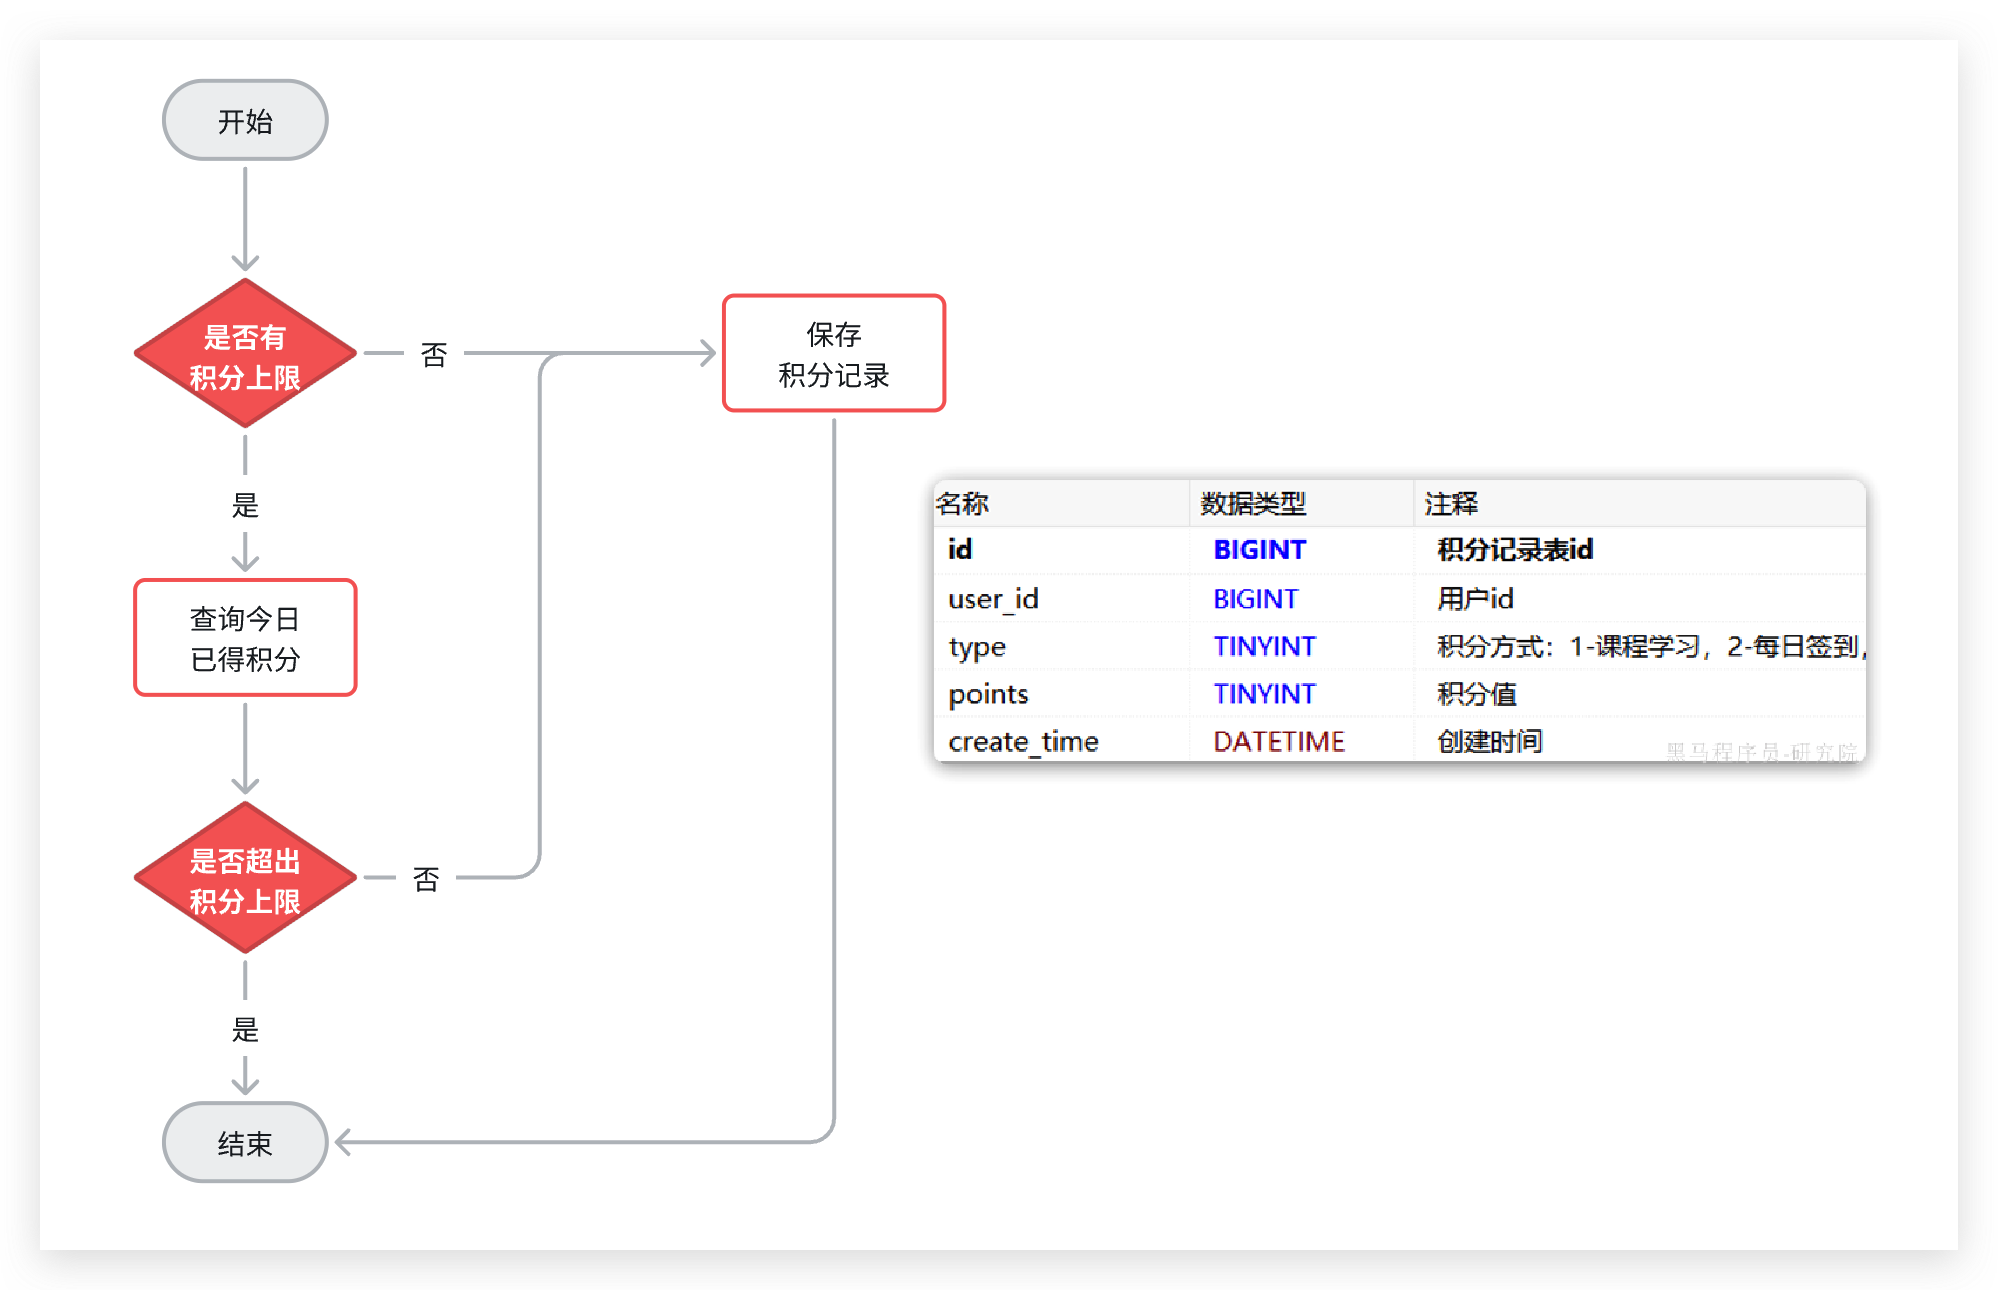 开始
是否有
积分上限
否
保存
积分记录
是
查询今日
已得积分
是否超出
积分上限
否
是
结束
名称 数据类型 注释
id BIGINT 积分记录表id
user_id BIGINT 用户id
type TINYINT 积分方式：1-课程学习，2-每日签到，
points TINYINT 积分值
create_time DATETIME 创建时间
黑马程序员-研究院